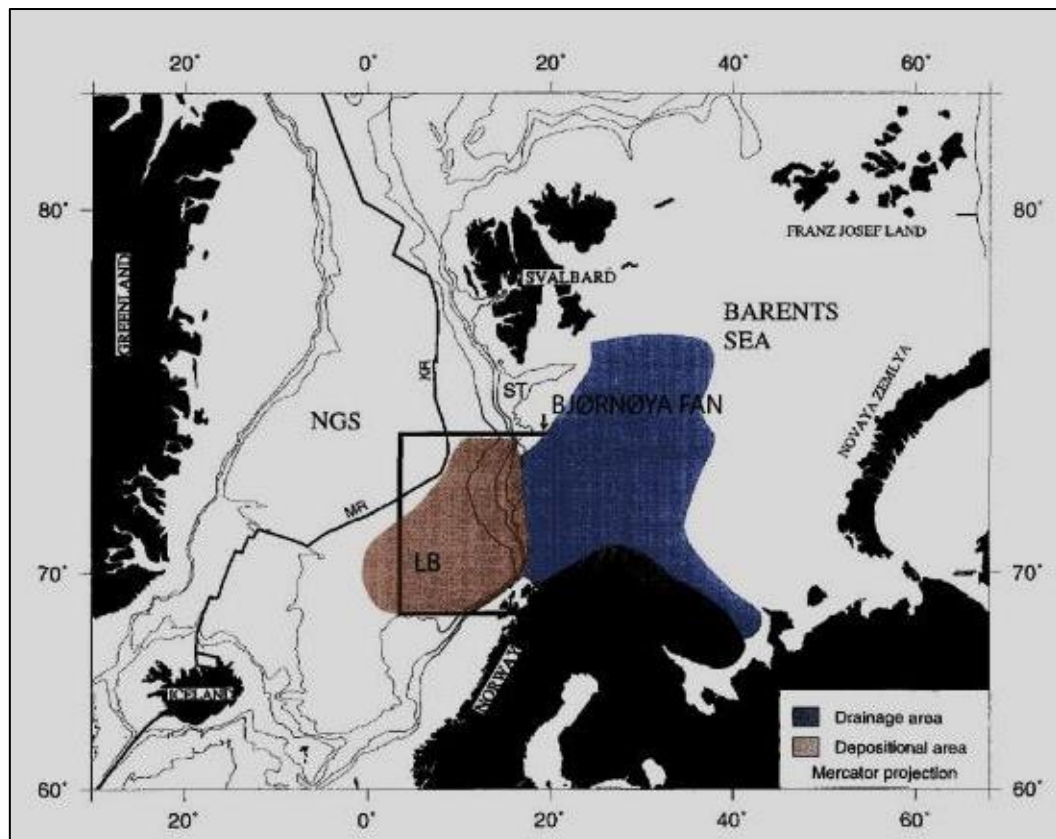 20° 0° 20° 40° 60°
80° 80°
FRANZ JOSEF LAND
SVALBARD
GREENLAND
BARENTS
SEA
KR
ST
BJØRNØYA FAN
NGS
NOVAYA ZEMLYA
MR
LB
70° 70°
NORWAY
ICELAND
Drainage area
Depositional area
Mercator projection
60° 60°
20° 0° 20° 40° 60°